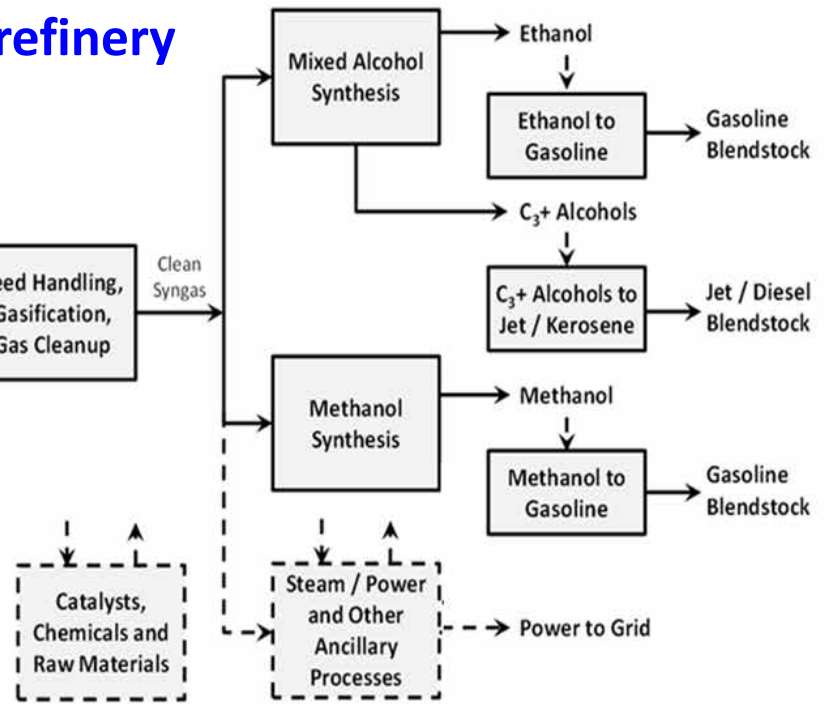 refinery
Mixed Alcohol
Synthesis
Ethanol
Ethanol to
Gasoline
Gasoline
Blendstock
C₃+ Alcohols
C₃+ Alcohols to
Jet / Kerosene
Jet / Diesel
Blendstock
eed Handling,
Gasification,
Gas Cleanup
Clean
Syngas
Methanol
Synthesis
Methanol
Methanol to
Gasoline
Gasoline
Blendstock
Catalysts,
Chemicals and
Raw Materials
Steam / Power
and Other
Ancillary
Processes
Power to Grid